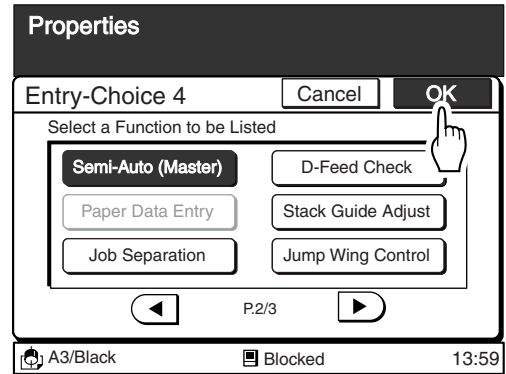 Properties
Entry-Choice 4 Cancel OK
Select a Function to be Listed
Semi-Auto (Master) D-Feed Check
Paper Data Entry Stack Guide Adjust
Job Separation Jump Wing Control
P.2/3
A3/Black Blocked 13:59